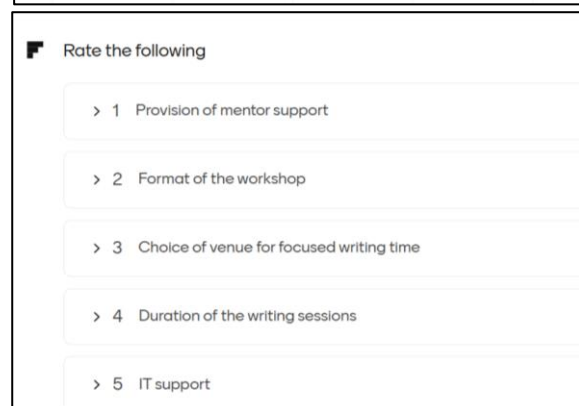 Rate the following
> 1 Provision of mentor support
> 2 Format of the workshop
> 3 Choice of venue for focused writing time
> 4 Duration of the writing sessions
> 5 IT support